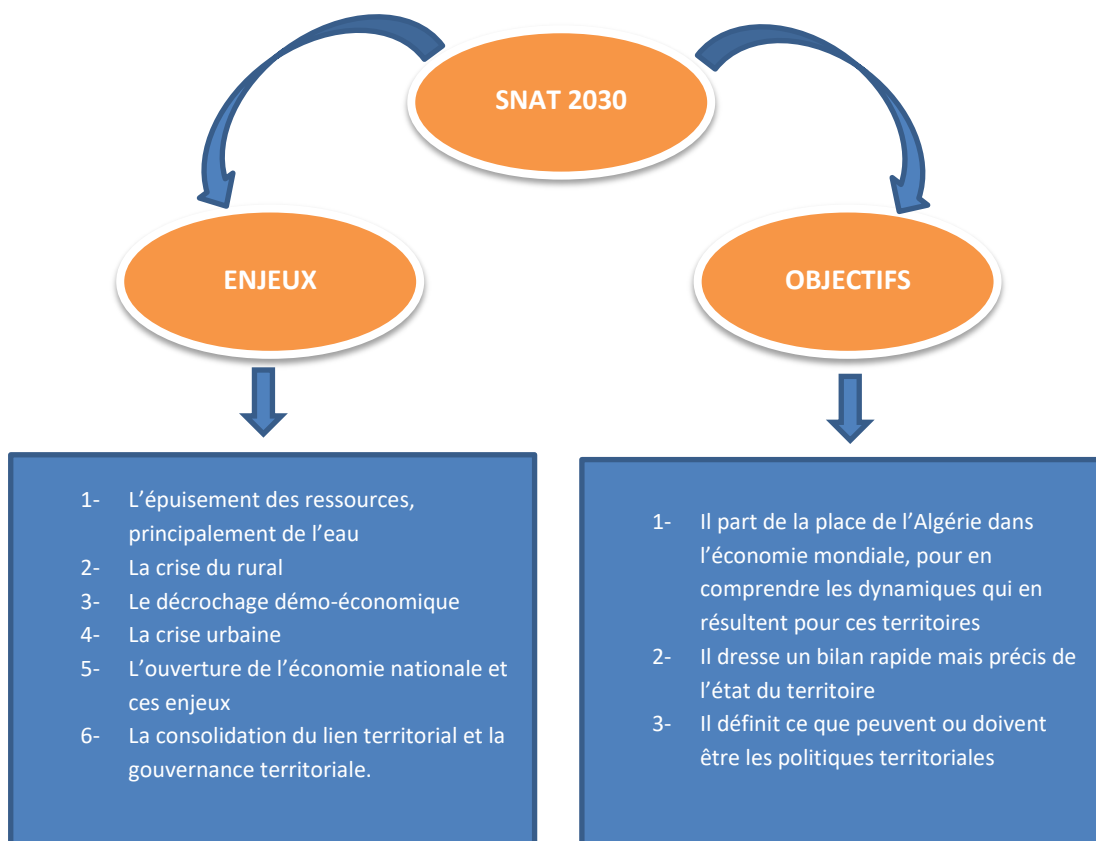 SNAT 2030
ENJEUX
OBJECTIFS
1- L’épuisement des ressources,
principalement de l’eau
2- La crise du rural
3- Le décrochage démo-économique
4- La crise urbaine
5- L’ouverture de l’économie nationale et
ces enjeux
6- La consolidation du lien territorial et la
gouvernance territoriale.
1- Il part de la place de l’Algérie dans
l’économie mondiale, pour en
comprendre les dynamiques qui en
résultent pour ces territoires
2- Il dresse un bilan rapide mais précis de
l’état du territoire
3- Il définit ce que peuvent ou doivent
être les politiques territoriales